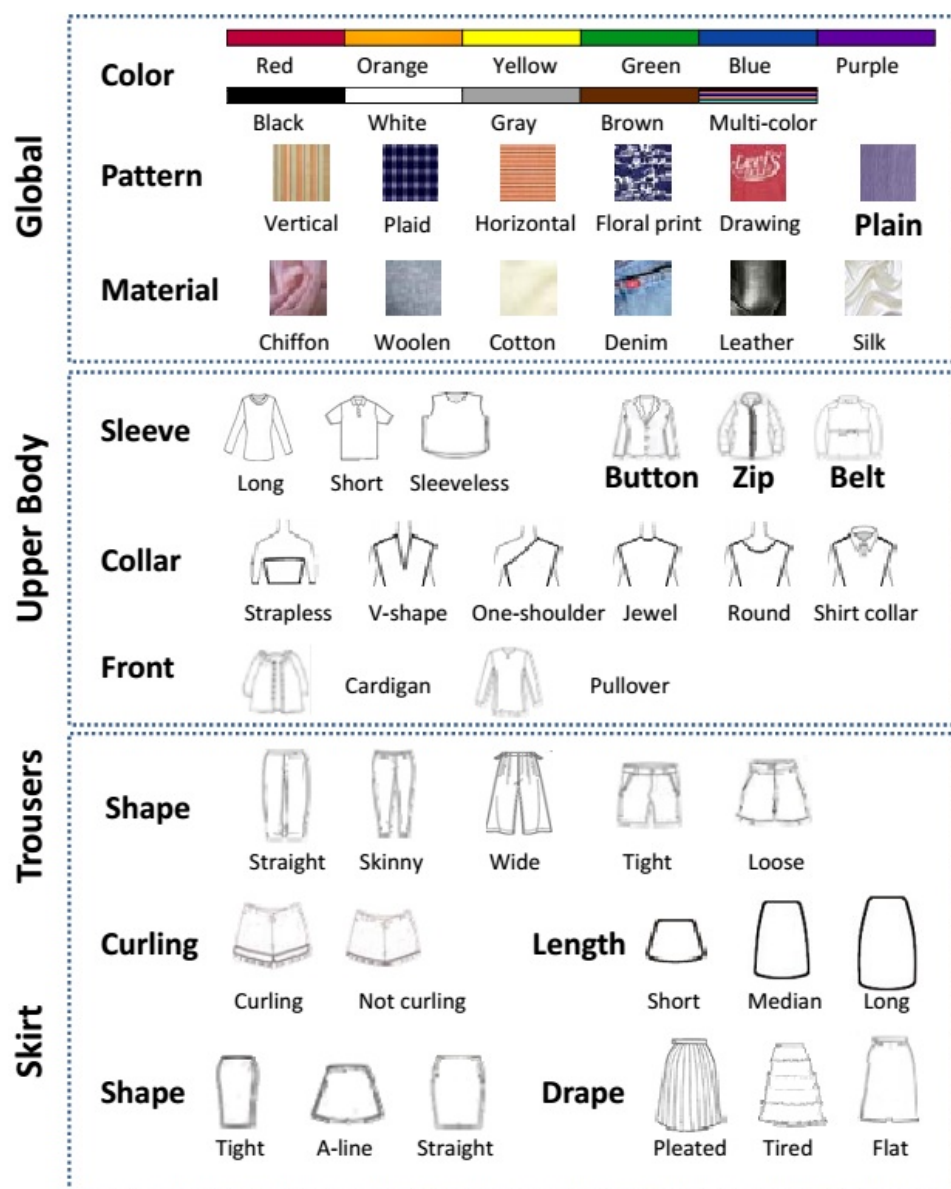 Global
Color
Red Orange Yellow Green Blue Purple
Black White Gray Brown Multi-color
Pattern
Levi's
Vertical Plaid Horizontal Floral print Drawing Plain
Material
Chiffon Woolen Cotton Denim Leather Silk
Upper Body
Sleeve
Long Short Sleeveless Button Zip Belt
Collar
Strapless V-shape One-shoulder Jewel Round Shirt collar
Front
Cardigan Pullover
Trousers
Shape
Straight Skinny Wide Tight Loose
Skirt
Curling Length
Curling Not curling Short Median Long
Shape Drape
Tight A-line Straight Pleated Tired Flat